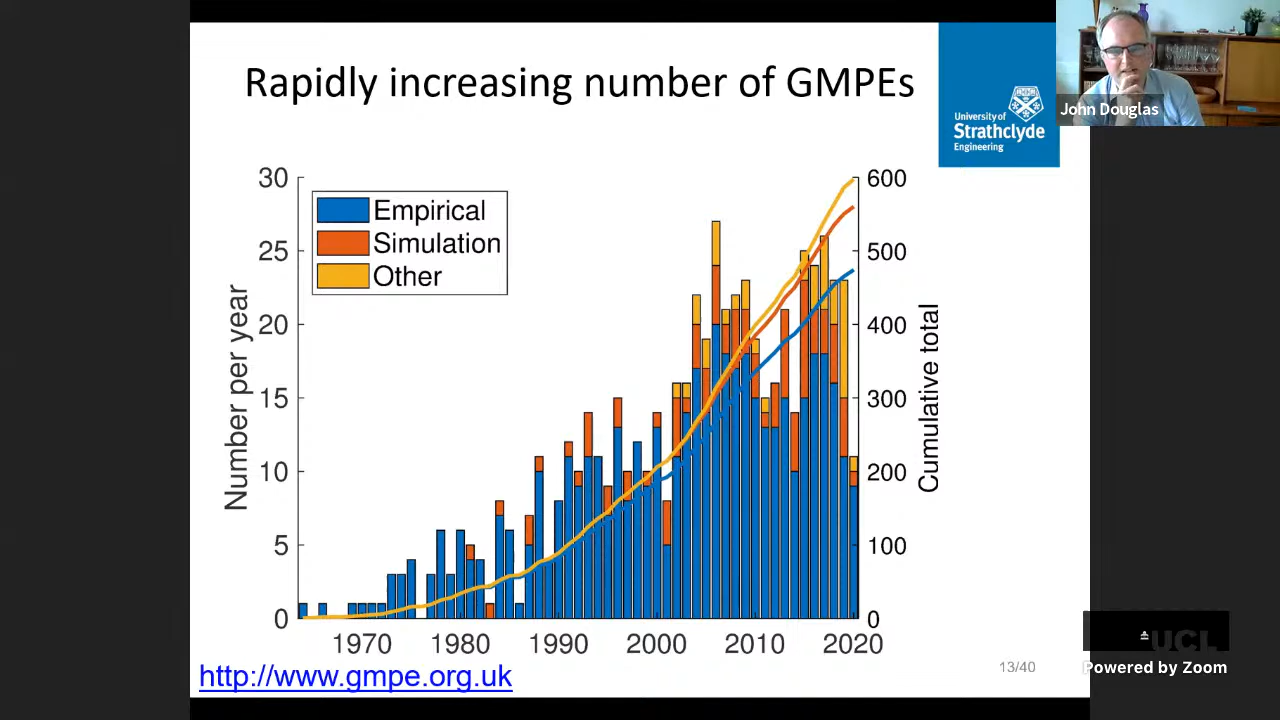 Rapidly increasing number of GMPEs
University of
Strathclyde
Engineering
John Douglas
30
25
20
15
10
5
0
Number per year
Empirical
Simulation
Other
600
500
400
300
200
100
0
Cumulative total
1970 1980 1990 2000 2010 2020
http://www.gmpe.org.uk
13/40
UCL
Powered by Zoom